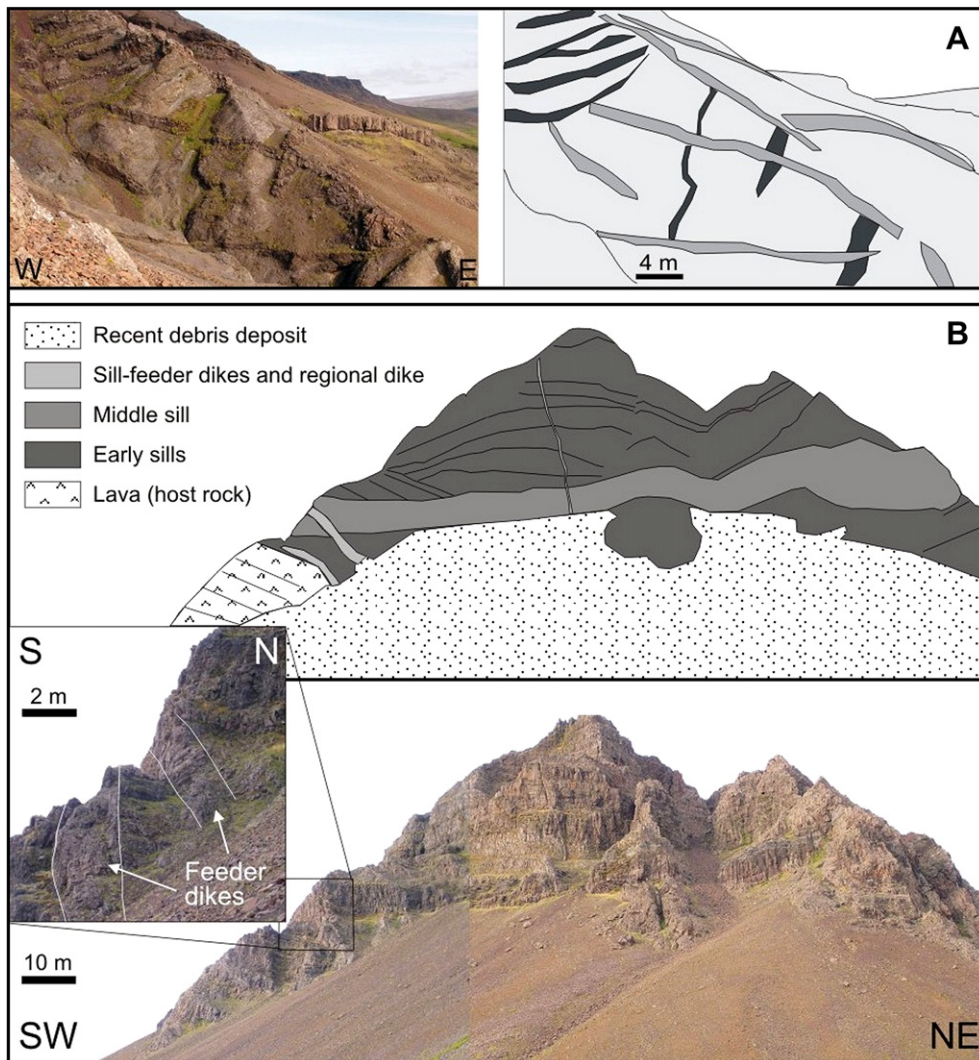 A
W
E
4 m
B
Recent debris deposit
Sill-feeder dikes and regional dike
Middle sill
Early sills
Lava (host rock)
S
N
2 m
Feeder
dikes
10 m
SW
NE